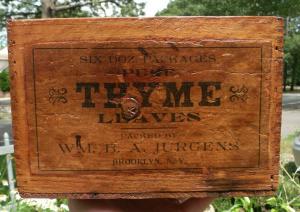 SIX DOZ PACKAGES
PURE
THYME
LEAVES
PACKED BY
WM. B. A. JURGENS
BROOKLYN, N.Y.